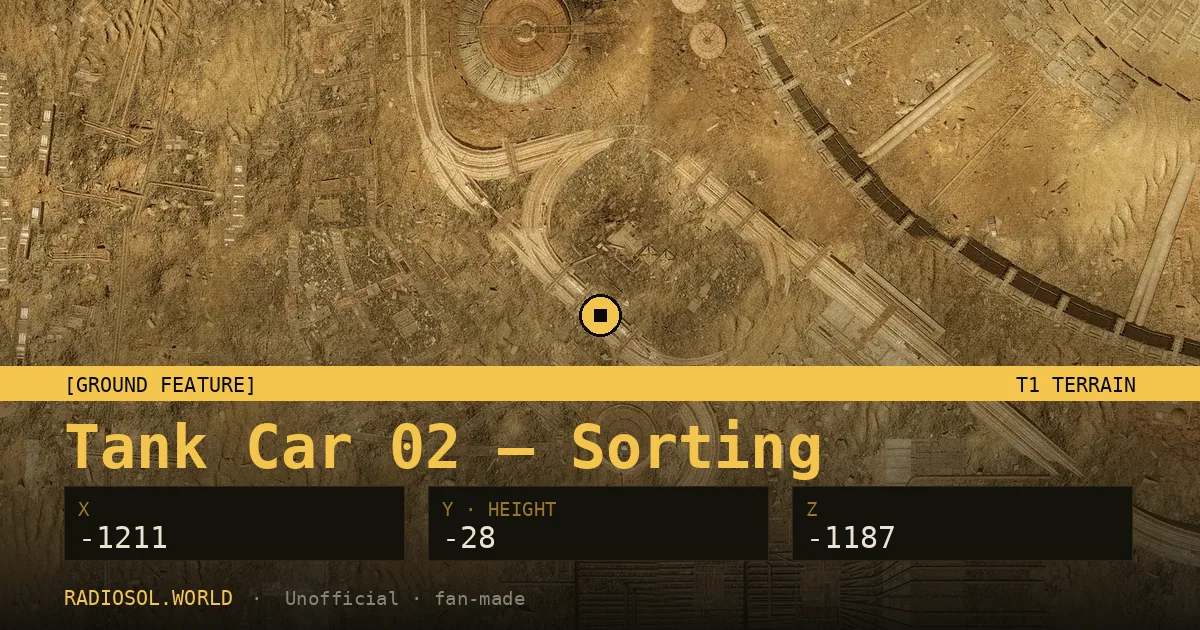 [GROUND FEATURE] T1 TERRAIN
Tank Car 02 — Sorting
X Y · HEIGHT Z
-1211 -28 -1187
RADIOSOL.WORLD · Unofficial · fan-made